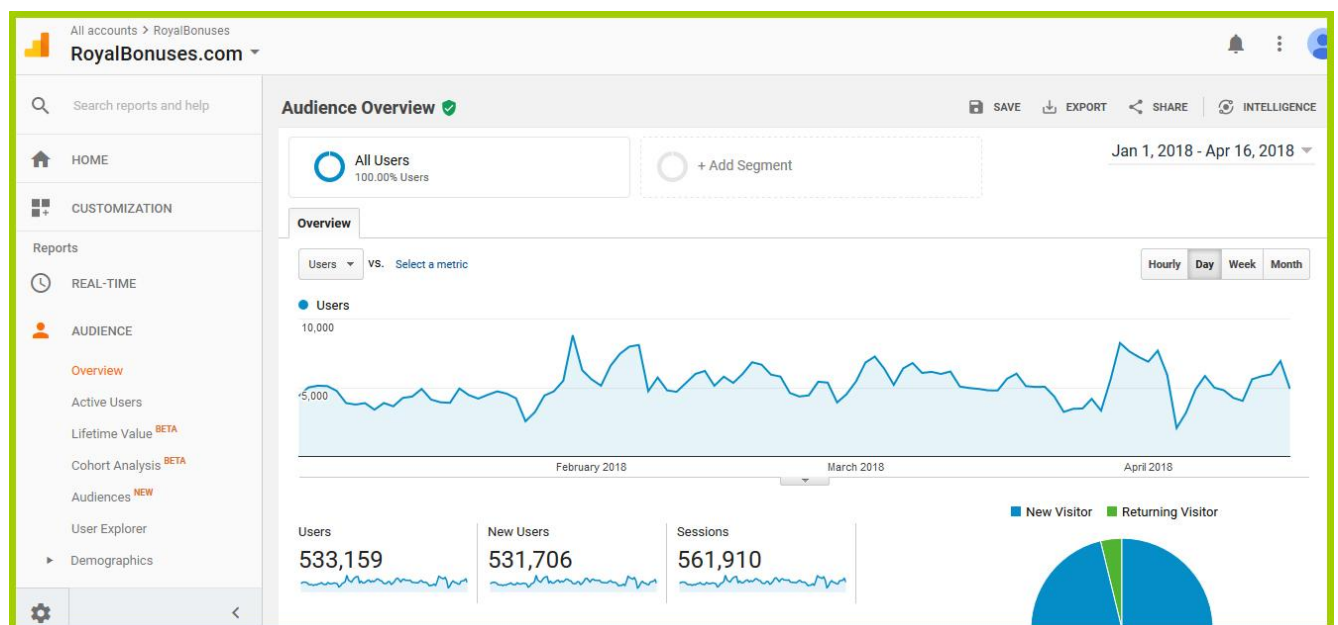 All accounts > RoyalBonuses
RoyalBonuses.com
Search reports and help
HOME
CUSTOMIZATION
Reports
REAL-TIME
AUDIENCE
Overview
Active Users
Lifetime Value BETA
Cohort Analysis BETA
Audiences NEW
User Explorer
Demographics
Audience Overview
SAVE EXPORT SHARE INTELLIGENCE
All Users
100.00% Users
+ Add Segment
Jan 1, 2018 - Apr 16, 2018
Overview
Users VS. Select a metric
Hourly Day Week Month
Users
10,000
5,000
February 2018 March 2018 April 2018
New Visitor Returning Visitor
Users New Users Sessions
533,159 531,706 561,910